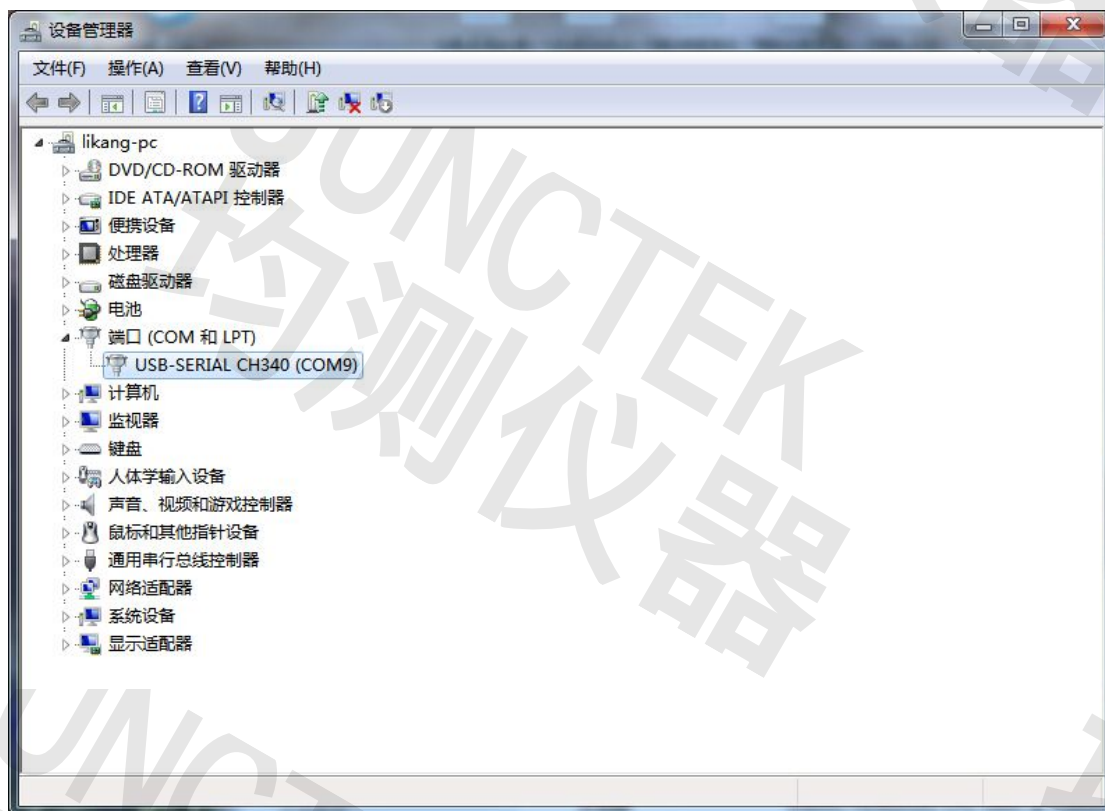 设备管理器
文件(F) 操作(A) 查看(V) 帮助(H)
likang-pc
DVD/CD-ROM 驱动器
IDE ATA/ATAPI 控制器
便携设备
处理器
磁盘驱动器
电池
端口 (COM 和 LPT)
USB-SERIAL CH340 (COM9)
计算机
监视器
键盘
人体学输入设备
声音、视频和游戏控制器
鼠标和其他指针设备
通用串行总线控制器
网络适配器
系统设备
显示适配器
JUNCTEK
均测仪器